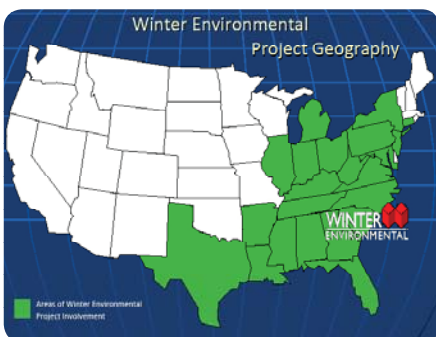 Winter Environmental
Project Geography
WINTER
ENVIRONMENTAL
Areas of Winter Environmental
Project Involvement